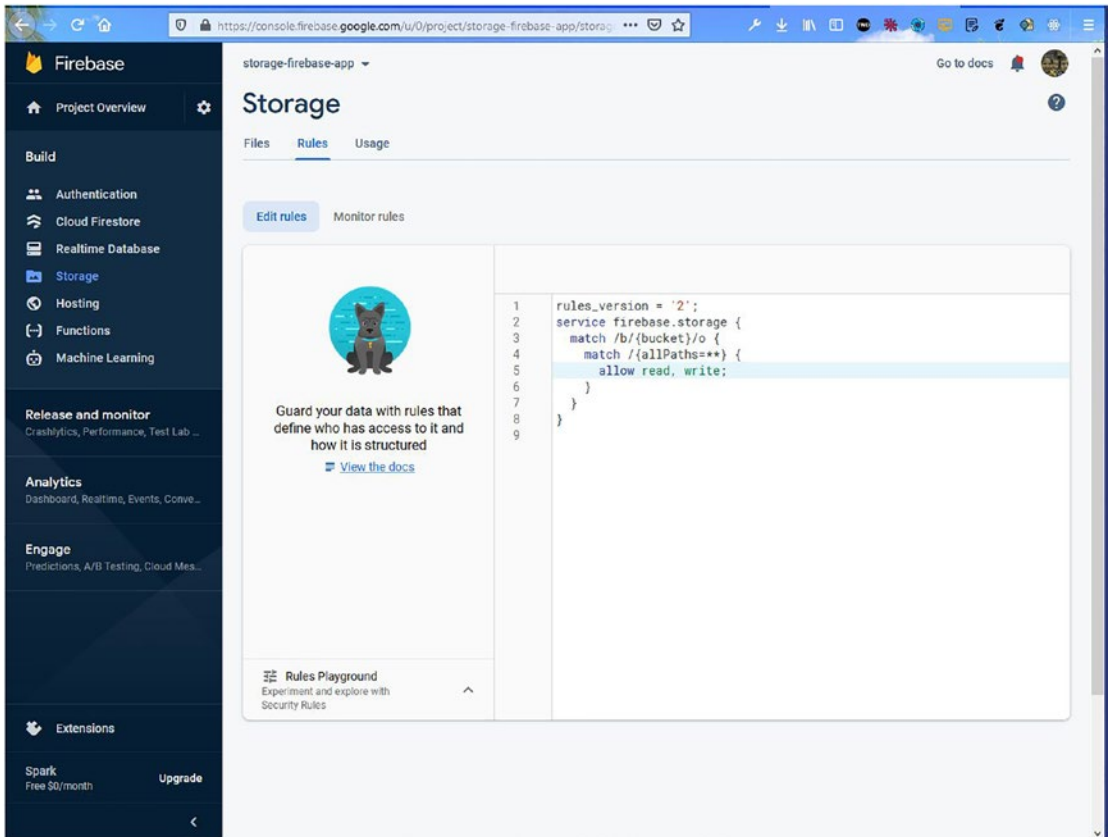 https://console.firebase.google.com/u/0/project/storage-firebase-app/storag
Firebase
storage-firebase-app
Go to docs
Project Overview
Storage
Files Rules Usage
Build
Authentication
Cloud Firestore
Edit rules Monitor rules
Realtime Database
Storage
Hosting
Functions
Machine Learning
1 rules_version = '2';
2 service firebase.storage {
3 match /b/{bucket}/o {
4 match /{allPaths=**} {
5 allow read, write;
6 }
7 }
8 }
9
Guard your data with rules that
define who has access to it and
how it is structured
View the docs
Release and monitor
Crashlytics, Performance, Test Lab ...
Analytics
Dashboard, Realtime, Events, Conve...
Engage
Predictions, A/B Testing, Cloud Mes...
Rules Playground
Experiment and explore with
Security Rules
Extensions
Spark
Free $0/month
Upgrade